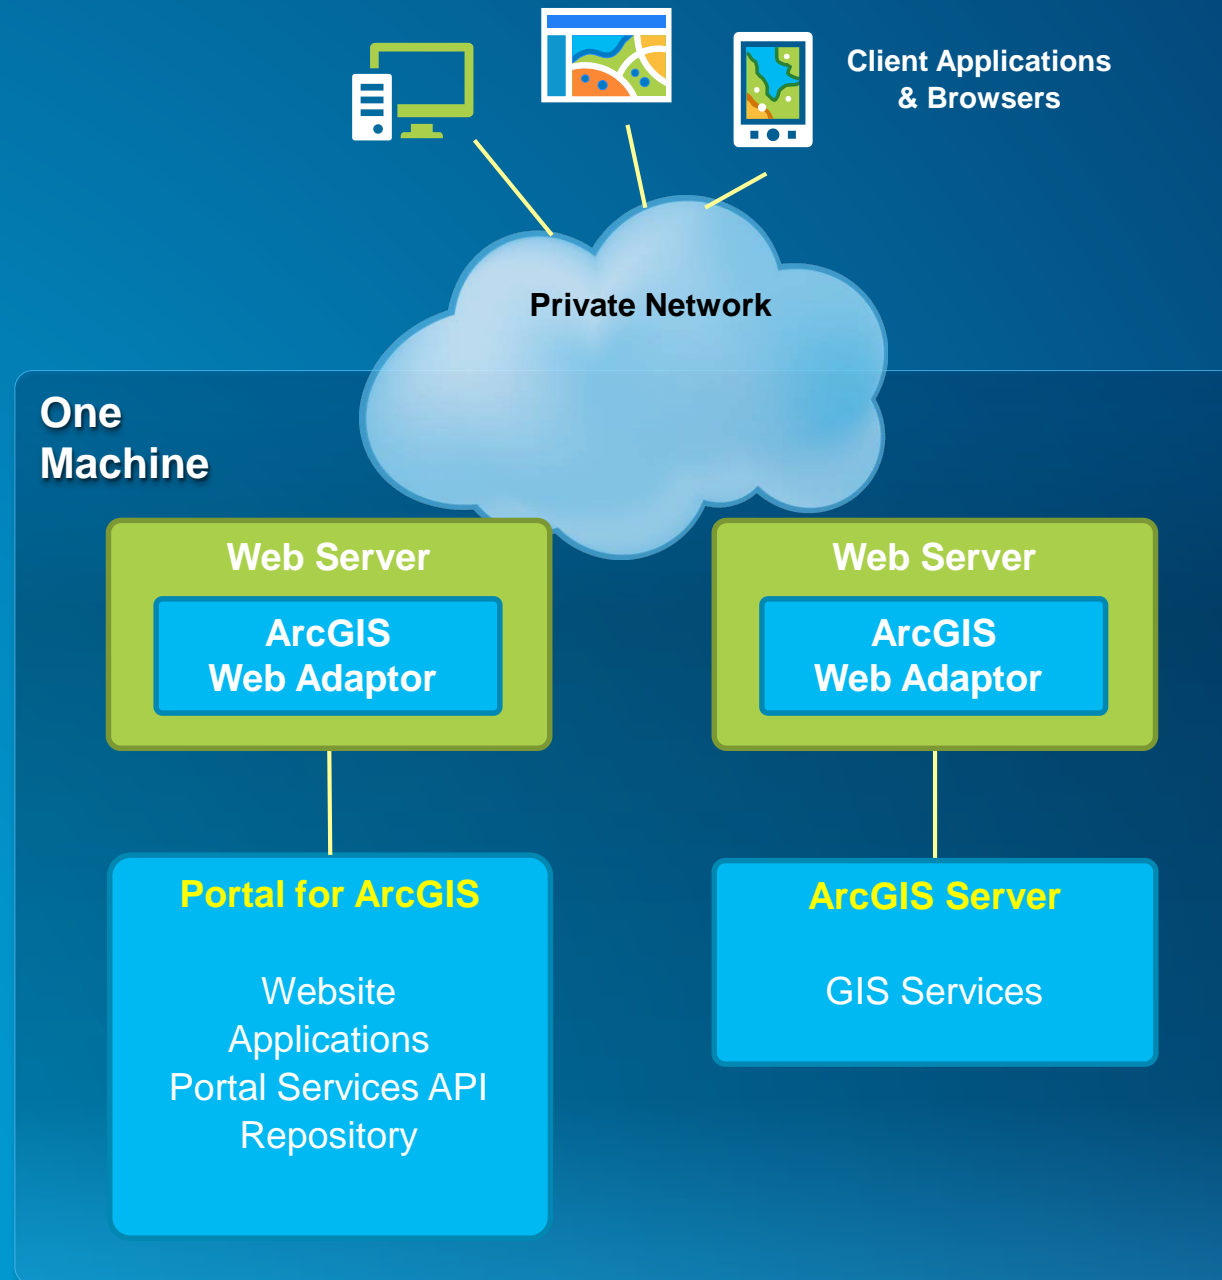 Client Applications
& Browsers
Private Network
One
Machine
Web Server
ArcGIS
Web Adaptor
Web Server
ArcGIS
Web Adaptor
Portal for ArcGIS
Website
Applications
Portal Services API
Repository
ArcGIS Server
GIS Services